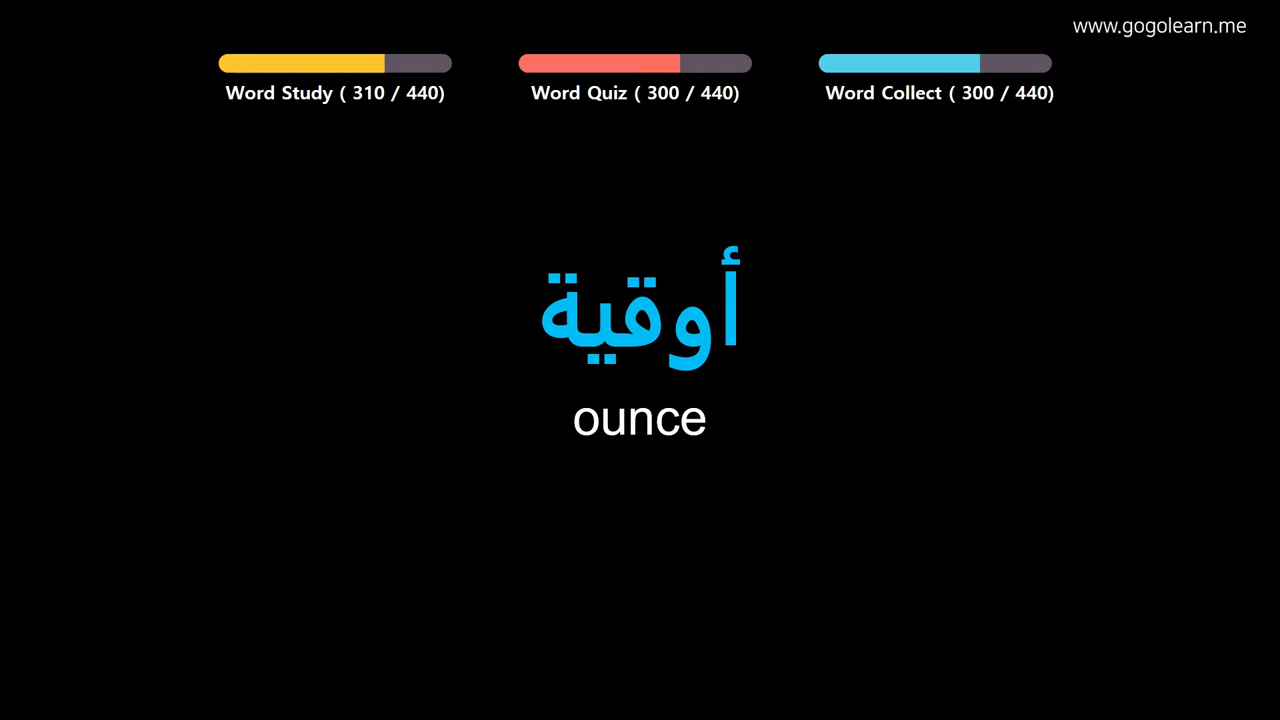 www.gogolearn.me
Word Study ( 310 / 440)
Word Quiz ( 300 / 440)
Word Collect ( 300 / 440)
أوقية
ounce